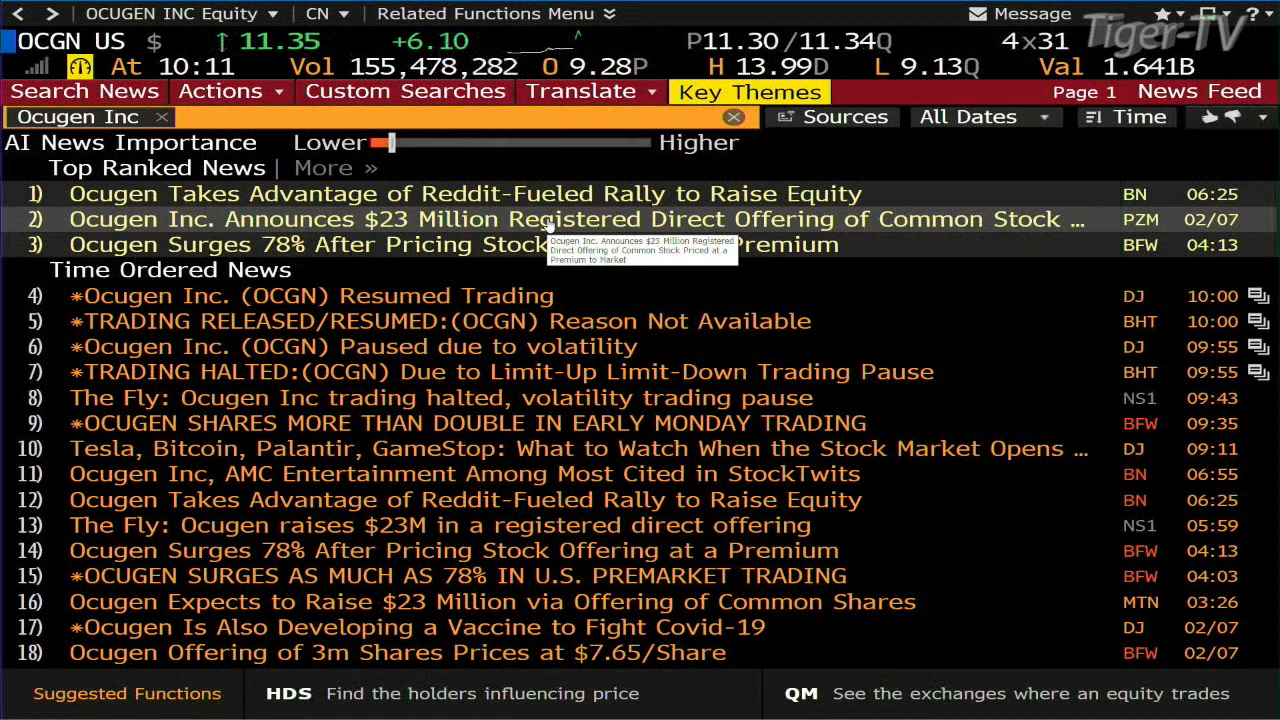 < > OCUGEN INC Equity CN Related Functions Menu Message ?
OCGN US $ ↑ 11.35 +6.10 P11.30 /11.34Q 4x31 Tiger-TV
At 10:11 Vol 155,478,282 O 9.28P H 13.99D L 9.13Q Val 1.641B
Search News Actions Custom Searches Translate Key Themes Page 1 News Feed
Ocugen Inc × Sources All Dates Time
AI News Importance Lower Higher
Top Ranked News | More »
1) Ocugen Takes Advantage of Reddit-Fueled Rally to Raise Equity BN 06:25
2) Ocugen Inc. Announces $23 Million Registered Direct Offering of Common Stock ... PZM 02/07
3) Ocugen Surges 78% After Pricing Stock Premium BFW 04:13
Ocugen Inc. Announces $23 Million Registered
Direct Offering of Common Stock Priced at a
Premium to Market
Time Ordered News
4) *Ocugen Inc. (OCGN) Resumed Trading DJ 10:00
5) *TRADING RELEASED/RESUMED:(OCGN) Reason Not Available BHT 10:00
6) *Ocugen Inc. (OCGN) Paused due to volatility DJ 09:55
7) *TRADING HALTED:(OCGN) Due to Limit-Up Limit-Down Trading Pause BHT 09:55
8) The Fly: Ocugen Inc trading halted, volatility trading pause NS1 09:43
9) *OCUGEN SHARES MORE THAN DOUBLE IN EARLY MONDAY TRADING BFW 09:35
10) Tesla, Bitcoin, Palantir, GameStop: What to Watch When the Stock Market Opens ... DJ 09:11
11) Ocugen Inc, AMC Entertainment Among Most Cited in StockTwits BN 06:55
12) Ocugen Takes Advantage of Reddit-Fueled Rally to Raise Equity BN 06:25
13) The Fly: Ocugen raises $23M in a registered direct offering NS1 05:59
14) Ocugen Surges 78% After Pricing Stock Offering at a Premium BFW 04:13
15) *OCUGEN SURGES AS MUCH AS 78% IN U.S. PREMARKET TRADING BFW 04:03
16) Ocugen Expects to Raise $23 Million via Offering of Common Shares MTN 03:26
17) *Ocugen Is Also Developing a Vaccine to Fight Covid-19 DJ 02/07
18) Ocugen Offering of 3m Shares Prices at $7.65/Share BFW 02/07
Suggested Functions HDS Find the holders influencing price QM See the exchanges where an equity trades